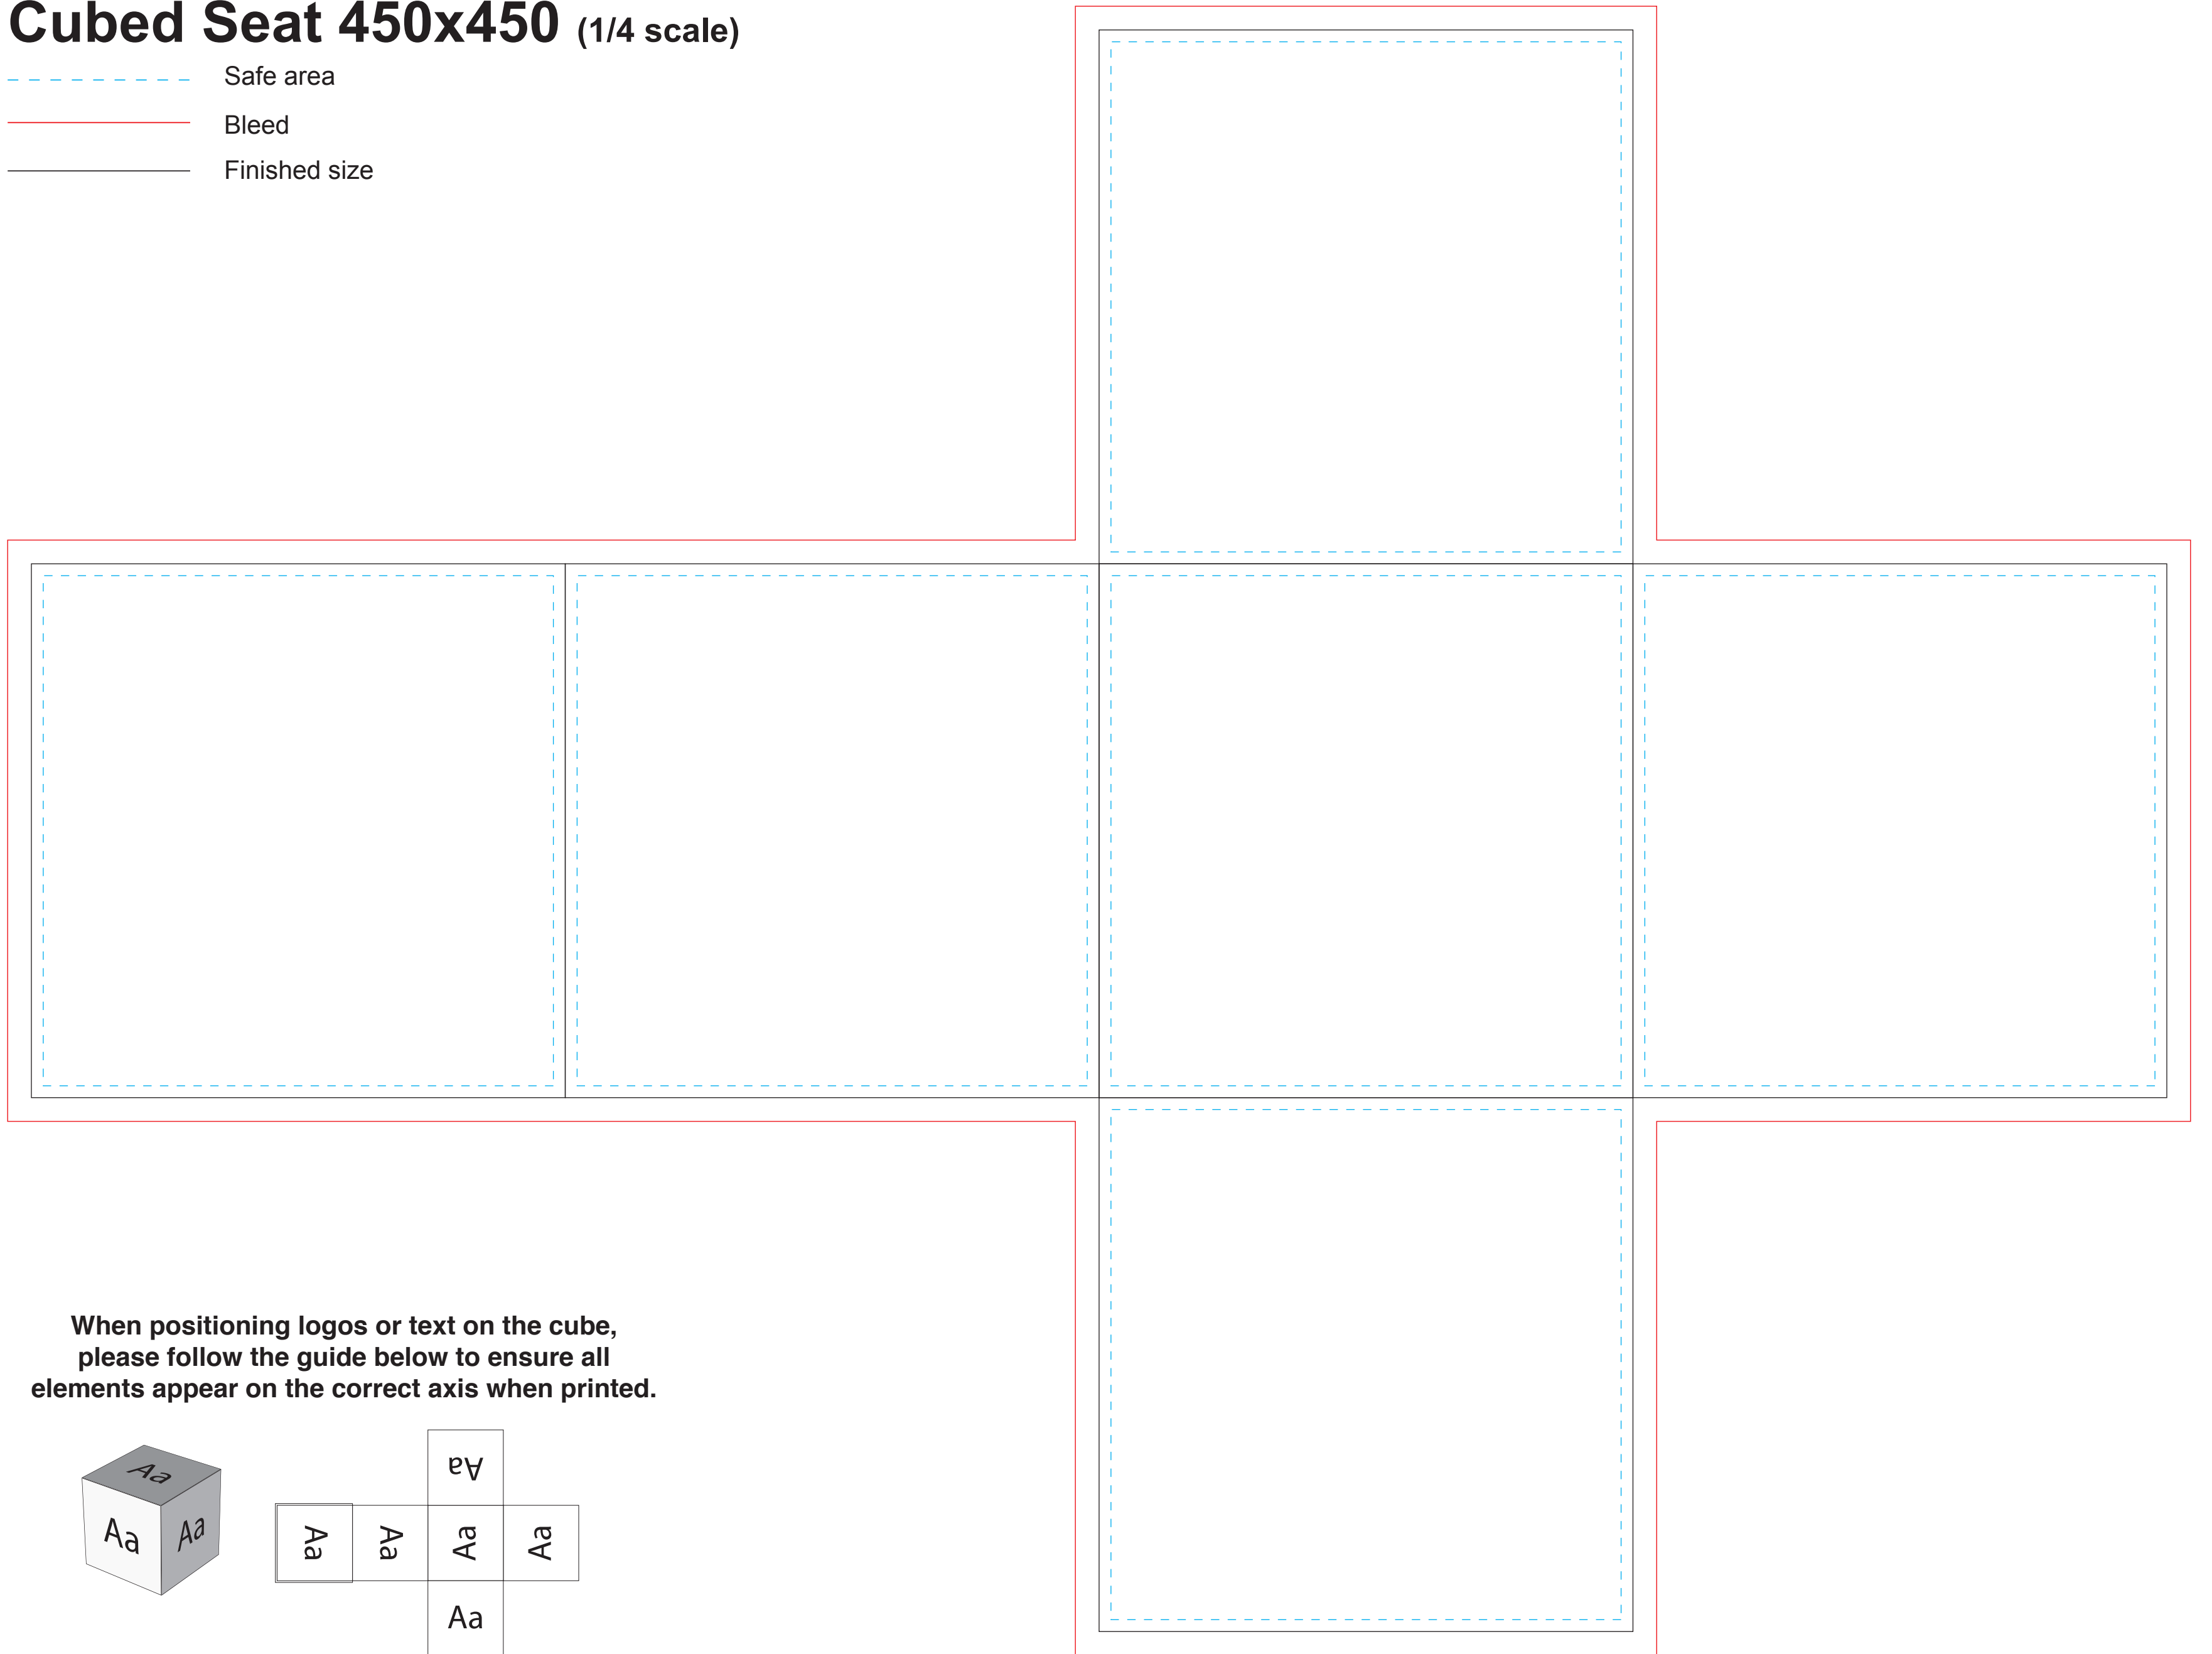 Cubed Seat 450x450 (1/4 scale)
Safe area
Bleed
Finished size
When positioning logos or text on the cube,
please follow the guide below to ensure all
elements appear on the correct axis when printed.
Aa
Aa
Aa
Aa
Aa
Aa
Aa
Aa
Aa